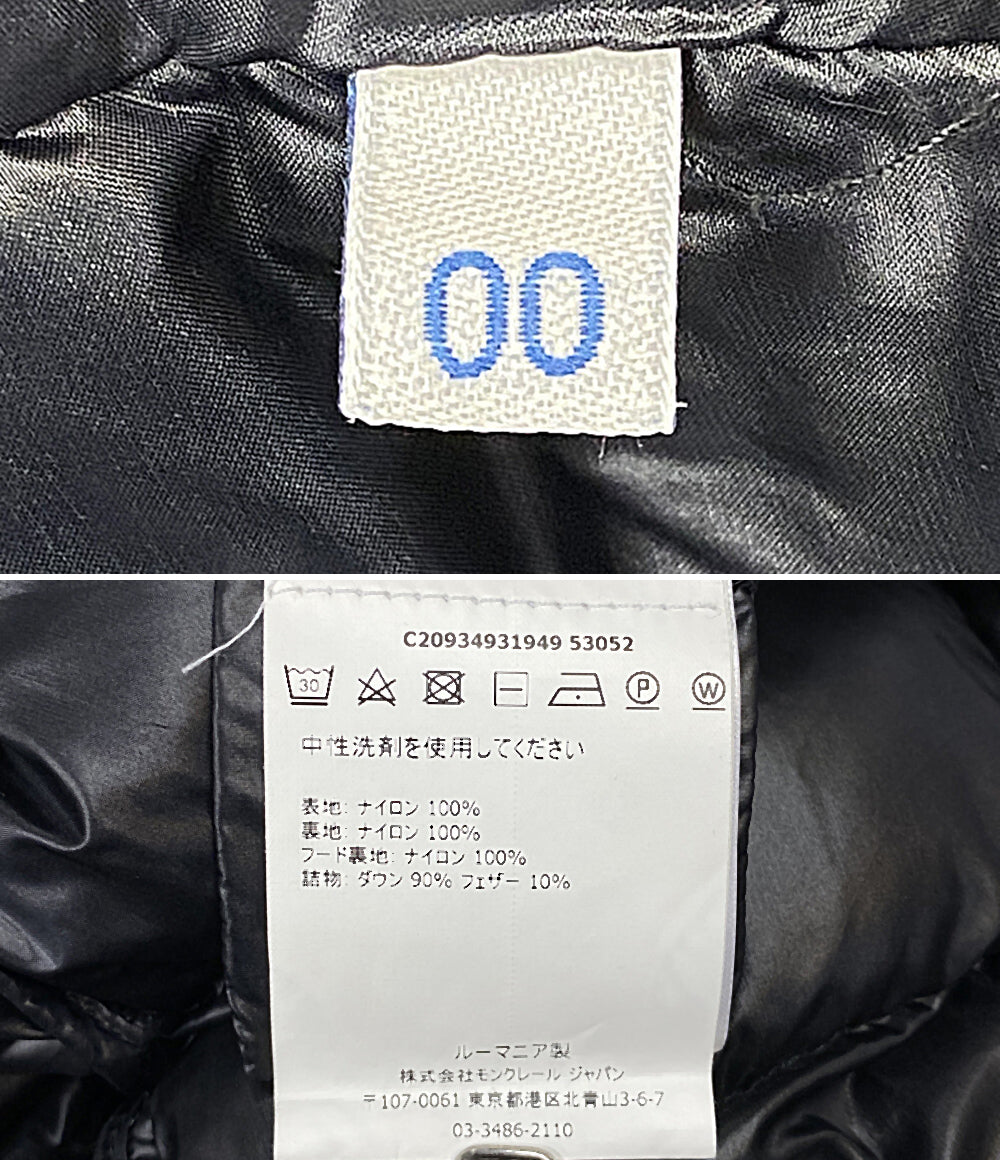 00
C20934931949 53052
30 P W
中性洗剤を使用してください
表地: ナイロン 100%
裏地: ナイロン 100%
フード裏地: ナイロン 100%
詰物: ダウン 90% フェザー 10%
ルーマニア製
株式会社モンクレール ジャパン
〒107-0061 東京都港区北青山3-6-7
03-3486-2110